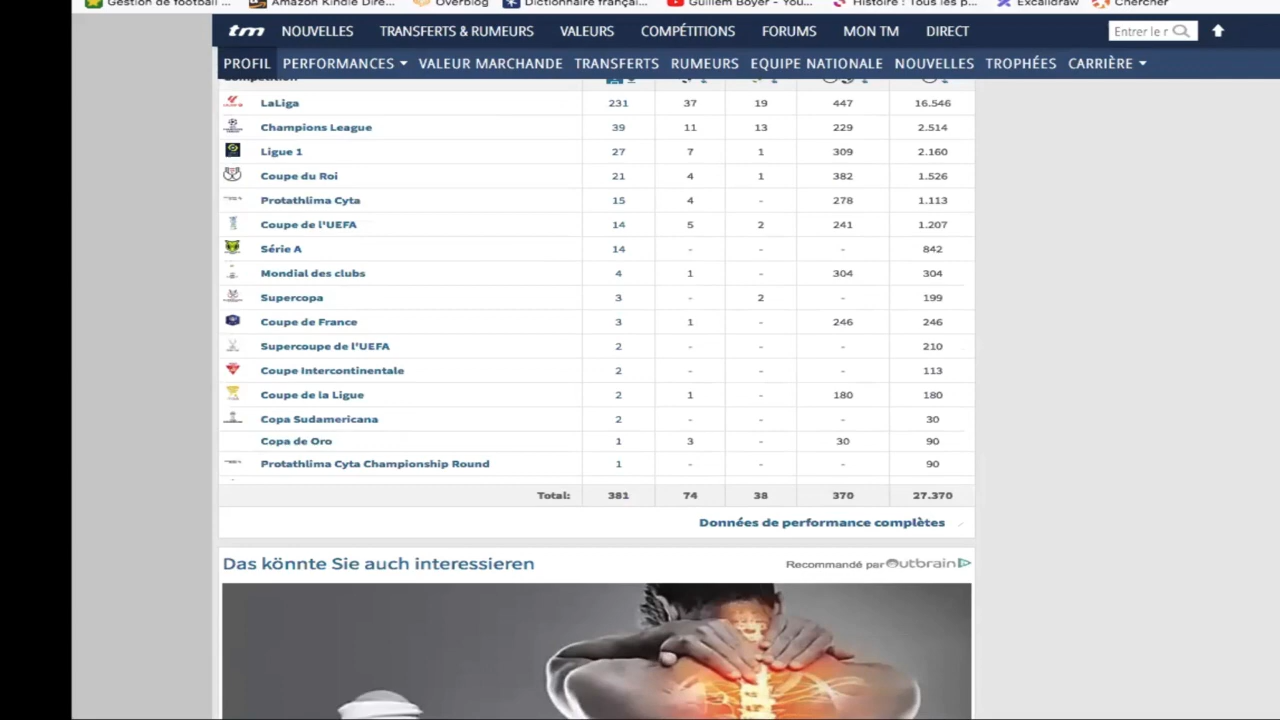 Gestion de football ... Amazon Kindle Dire... Overblog Dictionnaire françai... Guillem Boyer - You... Histoire : Tous les p... Excalidraw Chercher
tm NOUVELLES TRANSFERTS & RUMEURS VALEURS COMPÉTITIONS FORUMS MON TM DIRECT Entrer le r
PROFIL PERFORMANCES VALEUR MARCHANDE TRANSFERTS RUMEURS EQUIPE NATIONALE NOUVELLES TROPHÉES CARRIÈRE
LaLiga 231 37 19 447 16.546
Champions League 39 11 13 229 2.514
Ligue 1 27 7 1 309 2.160
Coupe du Roi 21 4 1 382 1.526
Protathlima Cyta 15 4 - 278 1.113
Coupe de l'UEFA 14 5 2 241 1.207
Série A 14 - - - 842
Mondial des clubs 4 1 - 304 304
Supercopa 3 - 2 - 199
Coupe de France 3 1 - 246 246
Supercoupe de l'UEFA 2 - - - 210
Coupe Intercontinentale 2 - - - 113
Coupe de la Ligue 2 1 - 180 180
Copa Sudamericana 2 - - - 30
Copa de Oro 1 3 - 30 90
Protathlima Cyta Championship Round 1 - - - 90
Total: 381 74 38 370 27.370
Données de performance complètes
Das könnte Sie auch interessieren Recommandé par Outbrain